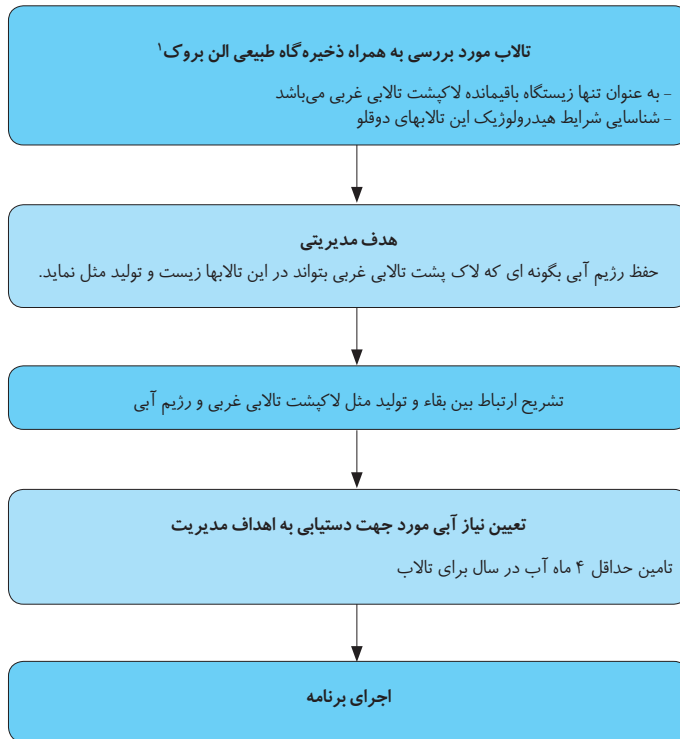 تالاب مورد بررسی به همراه ذخیره‌گاه طبیعی الن بروک۱
- به عنوان تنها زیستگاه باقیمانده لاکپشت تالابی غربی می‌باشد
- شناسایی شرایط هیدرولوژیک این تالابهای دوقلو
هدف مدیریتی
حفظ رژیم آبی بگونه ای که لاک پشت تالابی غربی بتواند در این تالابها زیست و تولید مثل نماید.
تشریح ارتباط بین بقاء و تولید مثل لاکپشت تالابی غربی و رژیم آبی
تعیین نیاز آبی مورد جهت دستیابی به اهداف مدیریت
تامین حداقل ۴ ماه آب در سال برای تالاب
اجرای برنامه